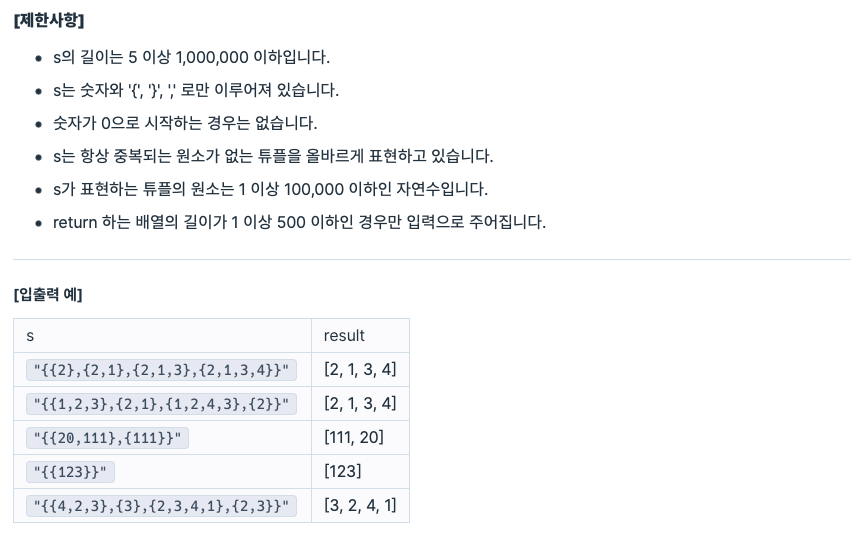 [제한사항]
• s의 길이는 5 이상 1,000,000 이하입니다.
• s는 숫자와 '{', '}', ',' 로만 이루어져 있습니다.
• 숫자가 0으로 시작하는 경우는 없습니다.
• s는 항상 중복되는 원소가 없는 튜플을 올바르게 표현하고 있습니다.
• s가 표현하는 튜플의 원소는 1 이상 100,000 이하인 자연수입니다.
• return 하는 배열의 길이가 1 이상 500 이하인 경우만 입력으로 주어집니다.
[입출력 예]
s result
"{{2},{2,1},{2,1,3},{2,1,3,4}}" [2, 1, 3, 4]
"{{1,2,3},{2,1},{1,2,4,3},{2}}" [2, 1, 3, 4]
"{{20,111},{111}}" [111, 20]
"{{123}}" [123]
"{{4,2,3},{3},{2,3,4,1},{2,3}}" [3, 2, 4, 1]